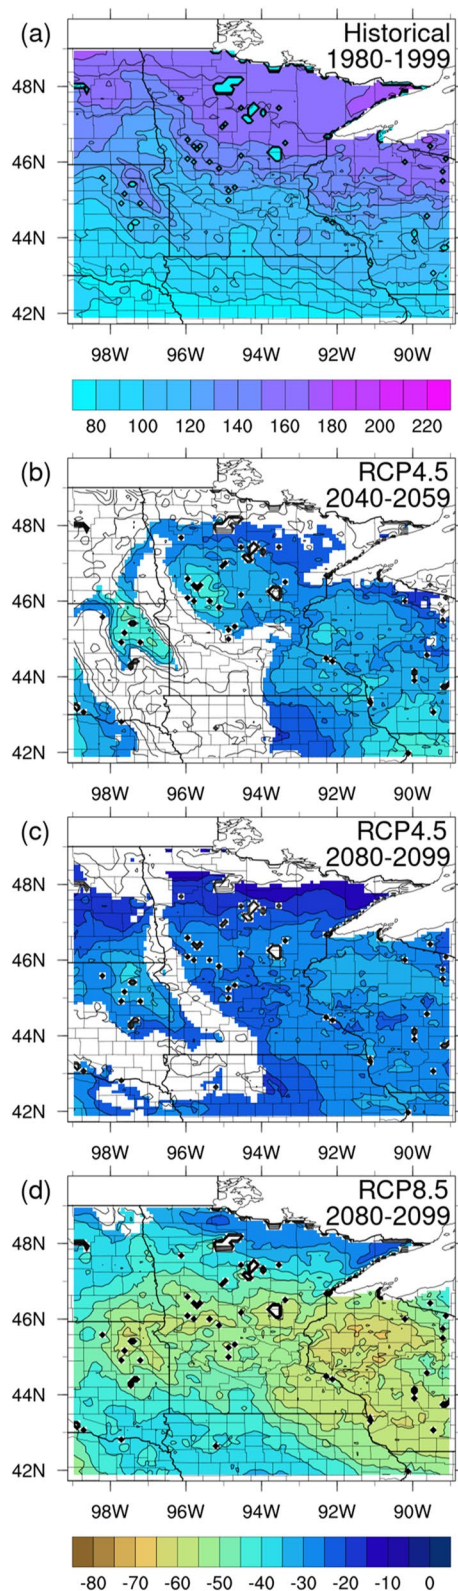 (a)
Historical
1980-1999
48N
46N
44N
42N
98W 96W 94W 92W 90W
80 100 120 140 160 180 200 220
(b)
RCP4.5
2040-2059
48N
46N
44N
42N
98W 96W 94W 92W 90W
(c)
RCP4.5
2080-2099
48N
46N
44N
42N
98W 96W 94W 92W 90W
(d)
RCP8.5
2080-2099
48N
46N
44N
42N
98W 96W 94W 92W 90W
-80 -70 -60 -50 -40 -30 -20 -10 0